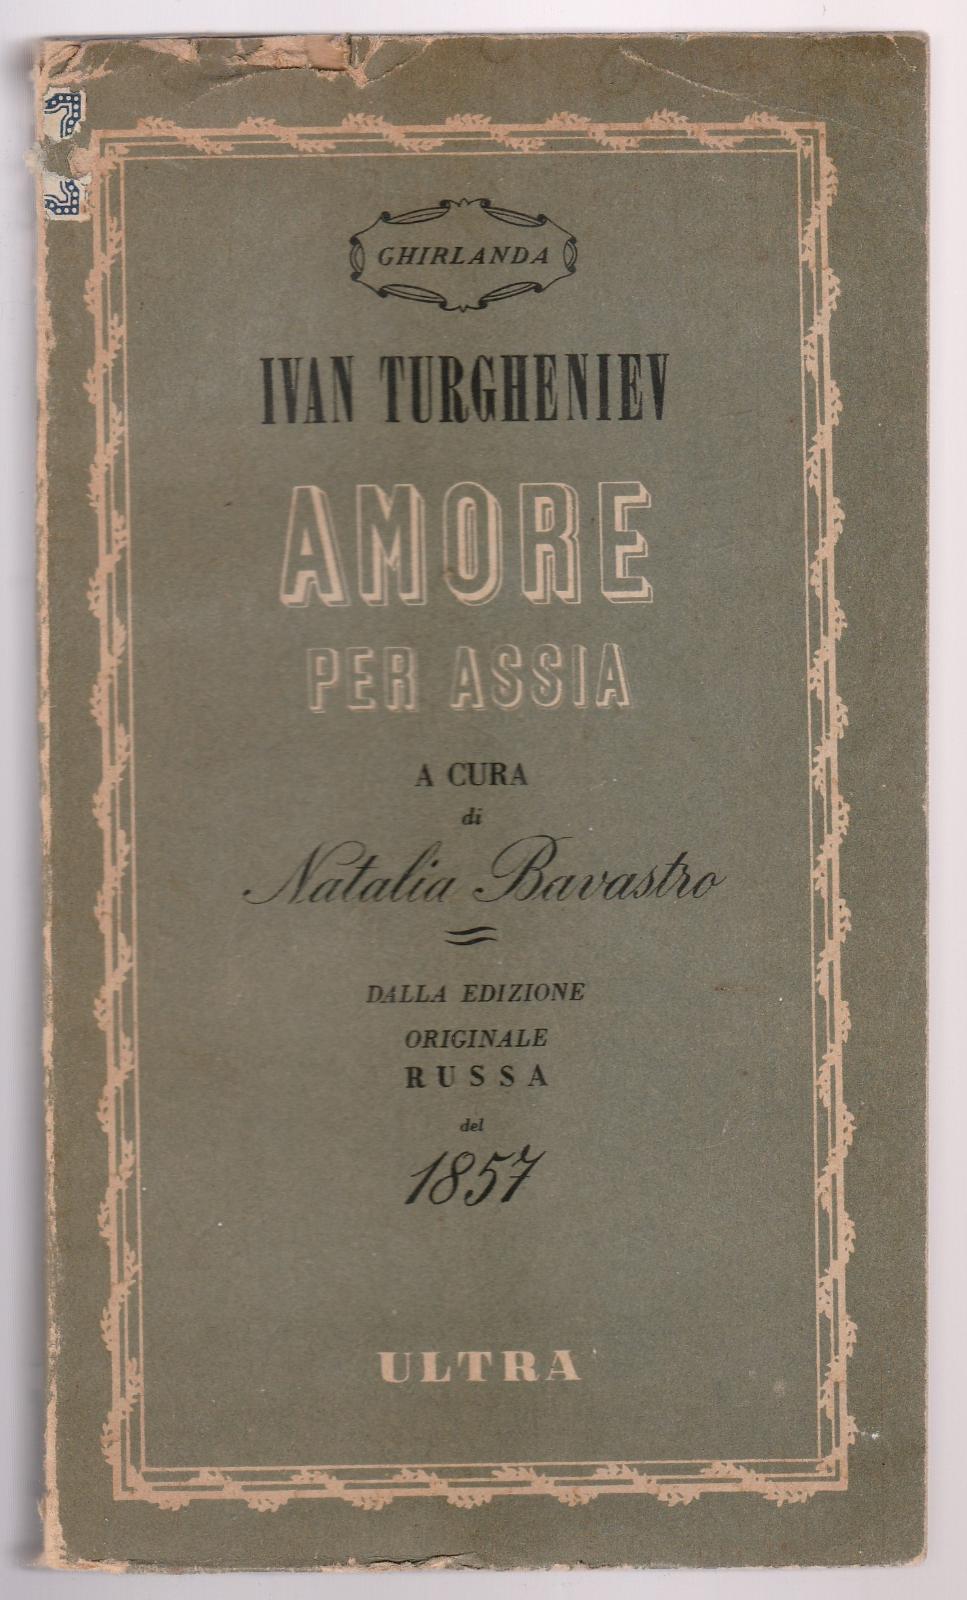 GHIRLANDA
IVAN TURGHENIEV
AMORE
PER ASSIA
A CURA
di
Natalia Bavastro
DALLA EDIZIONE
ORIGINALE
RUSSA
del
1857
ULTRA